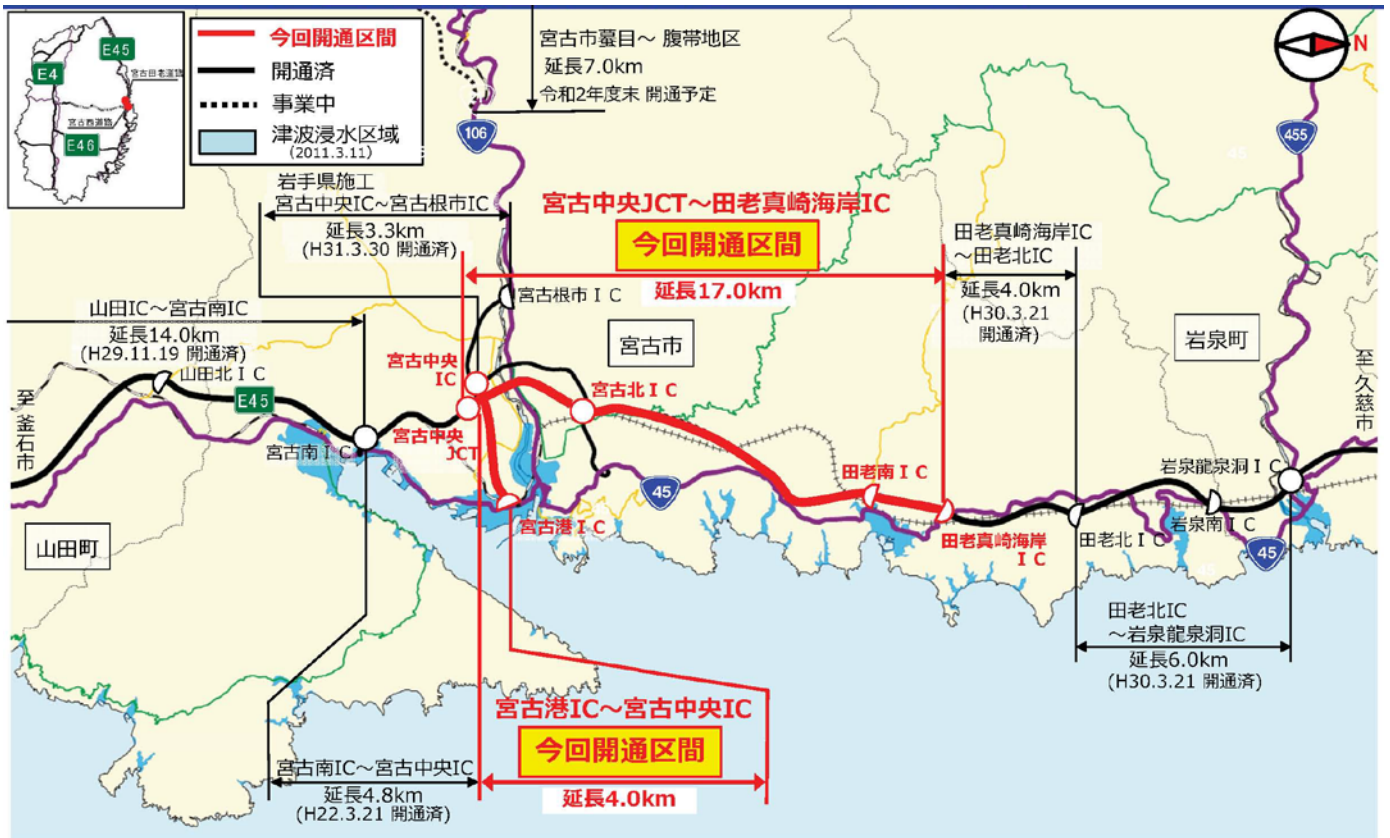 E45
E4
宮古田老道路
宮古西道路
E46
今回開通区間
開通済
事業中
津波浸水区域
(2011.3.11)
宮古市蟇目～ 腹帯地区
延長7.0km
令和2年度末 開通予定
N
106
455
45
岩手県施工
宮古中央IC～宮古根市IC
延長3.3km
(H31.3.30 開通済)
宮古中央JCT～田老真崎海岸IC
今回開通区間
延長17.0km
田老真崎海岸IC
～田老北IC
延長4.0km
(H30.3.21
開通済)
山田IC～宮古南IC
延長14.0km
(H29.11.19 開通済)
山田北ＩＣ
宮古根市ＩＣ
宮古市
岩泉町
至久慈市
宮古中央
IC
宮古北ＩＣ
至釜石市
E45
宮古南ＩＣ
宮古中央
JCT
田老南ＩＣ
岩泉龍泉洞ＩＣ
45
宮古港ＩＣ
田老真崎海岸
ＩＣ
田老北ＩＣ
岩泉南ＩＣ
45
45
山田町
田老北IC
～岩泉龍泉洞IC
延長6.0km
(H30.3.21 開通済)
宮古港IC～宮古中央IC
今回開通区間
延長4.0km
宮古南IC～宮古中央IC
延長4.8km
(H22.3.21 開通済)